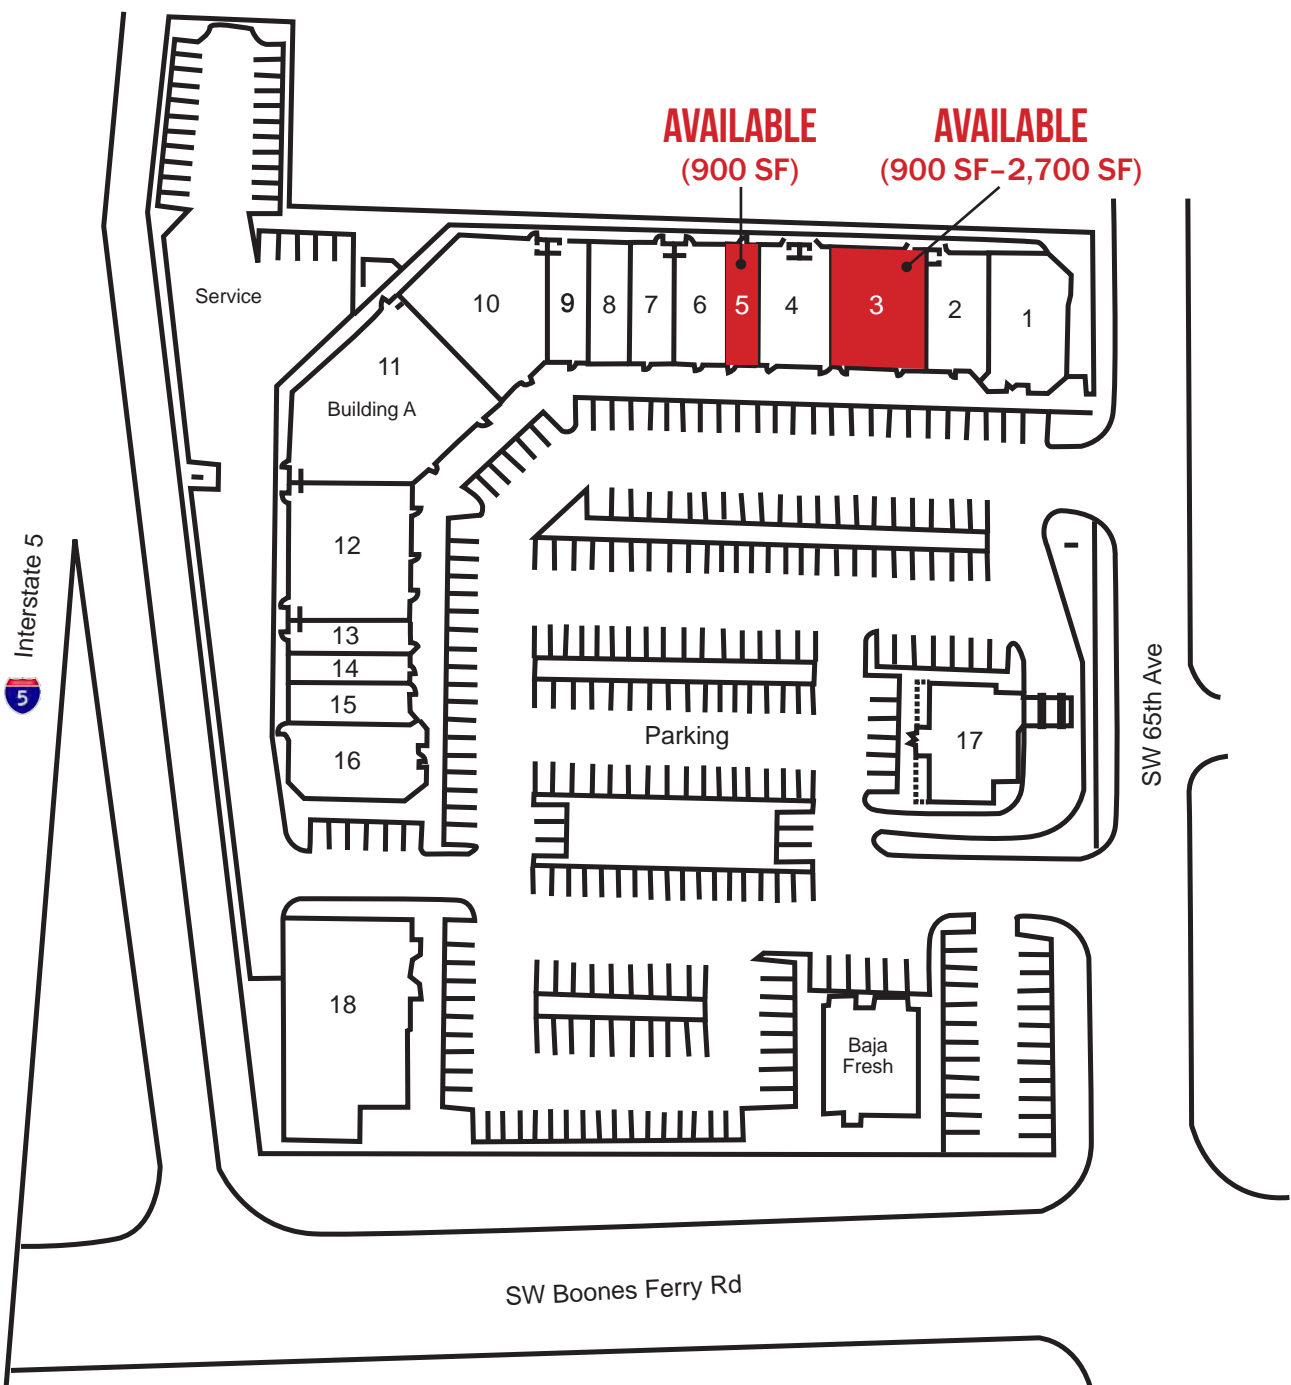 AVAILABLE
(900 SF)
AVAILABLE
(900 SF–2,700 SF)
Service
10
9
8
7
6
5
4
3
2
1
11
Building A
12
13
14
15
16
Interstate 5
5
Parking
17
SW 65th Ave
18
Baja
Fresh
SW Boones Ferry Rd